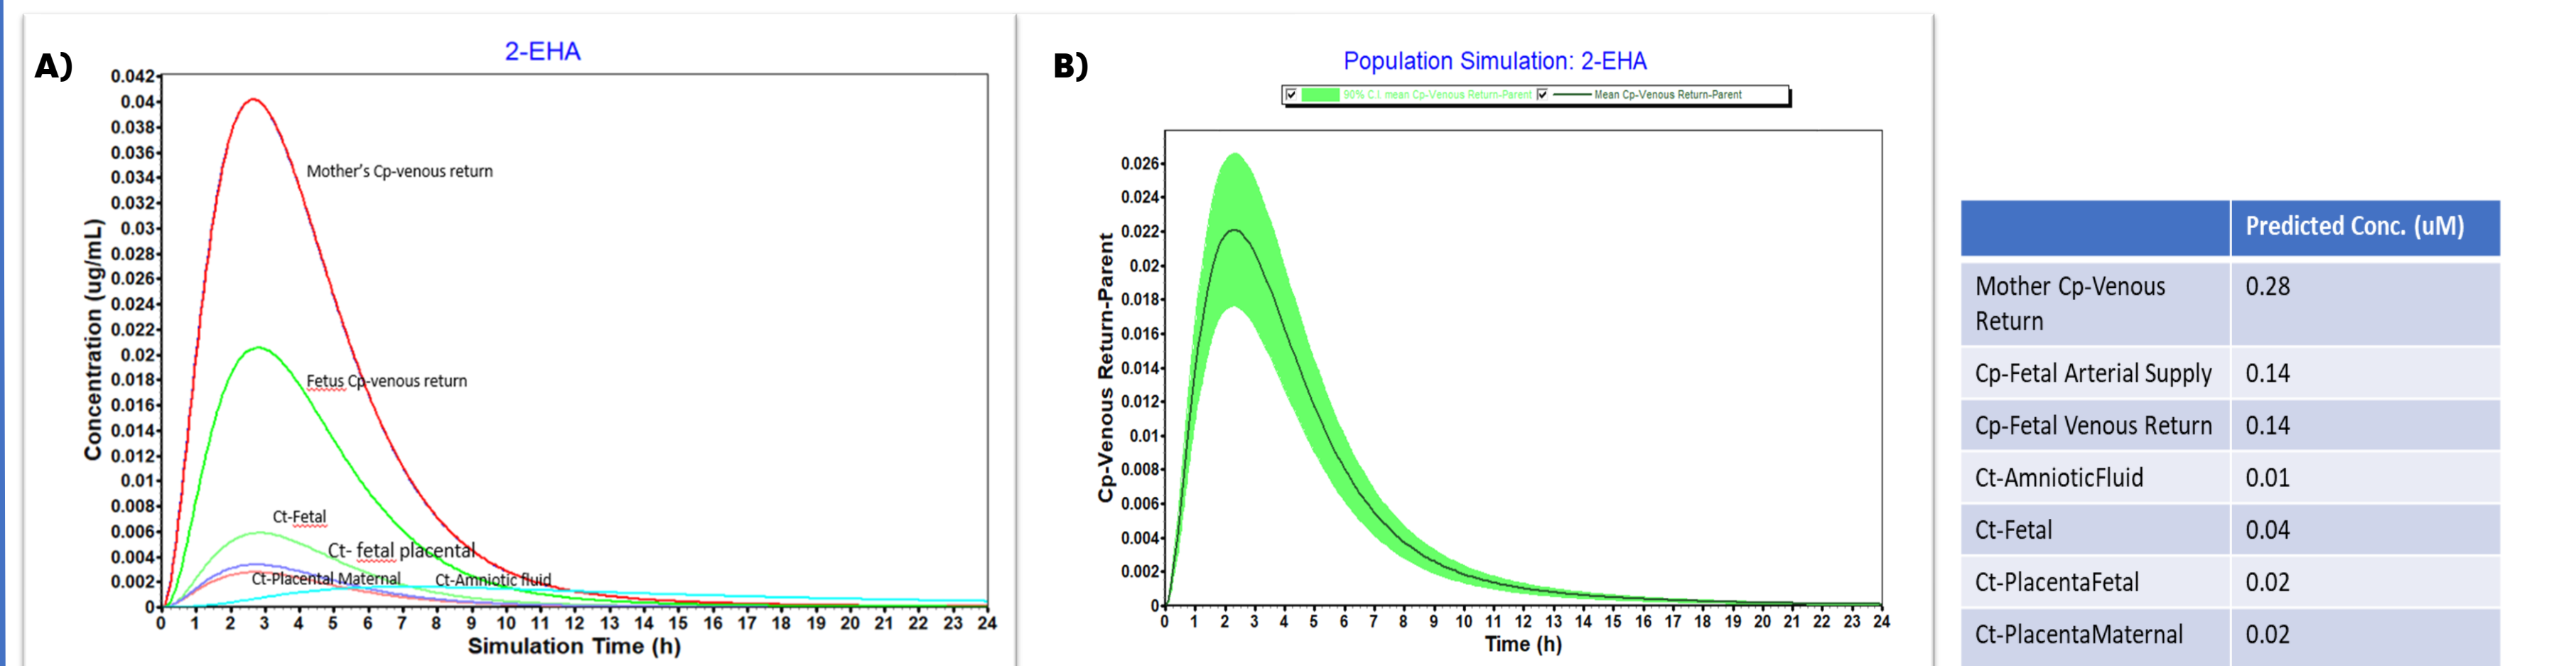 A)
2-EHA
Concentration (ug/mL)
0.042
0.04
0.038
0.036
0.034
0.032
0.03
0.028
0.026
0.024
0.022
0.02
0.018
0.016
0.014
0.012
0.01
0.008
0.006
0.004
0.002
0
Mother's Cp-venous return
Fetus Cp-venous return
Ct-Fetal
Ct- fetal placental
Ct-Placental Maternal
Ct-Amniotic fluid
0 1 2 3 4 5 6 7 8 9 10 11 12 13 14 15 16 17 18 19 20 21 22 23 24
Simulation Time (h)
B)
Population Simulation: 2-EHA
90% C.I. mean Cp-Venous Return-Parent
Mean Cp-Venous Return-Parent
Cp-Venous Return-Parent
0.026
0.024
0.022
0.02
0.018
0.016
0.014
0.012
0.01
0.008
0.006
0.004
0.002
0
0 1 2 3 4 5 6 7 8 9 10 11 12 13 14 15 16 17 18 19 20 21 22 23 24
Time (h)
Predicted Conc. (uM)
Mother Cp-Venous 0.28
Return
Cp-Fetal Arterial Supply 0.14
Cp-Fetal Venous Return 0.14
Ct-AmnioticFluid 0.01
Ct-Fetal 0.04
Ct-PlacentaFetal 0.02
Ct-PlacentaMaternal 0.02